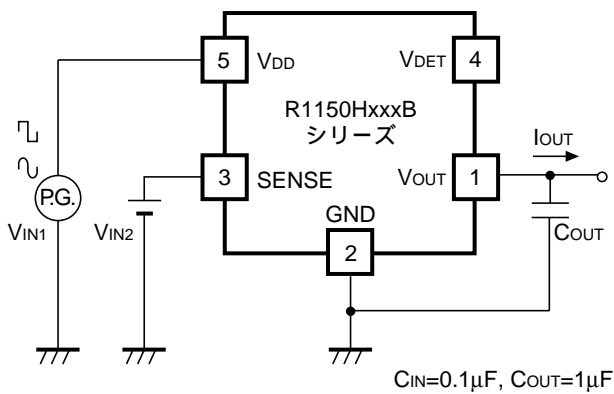 5 VDD
VDET 4
R1150HxxxB
シリーズ
IOUT
P.G.
VIN1
VIN2
3 SENSE
VOUT 1
GND
2
COUT
CIN=0.1μF, COUT=1μF